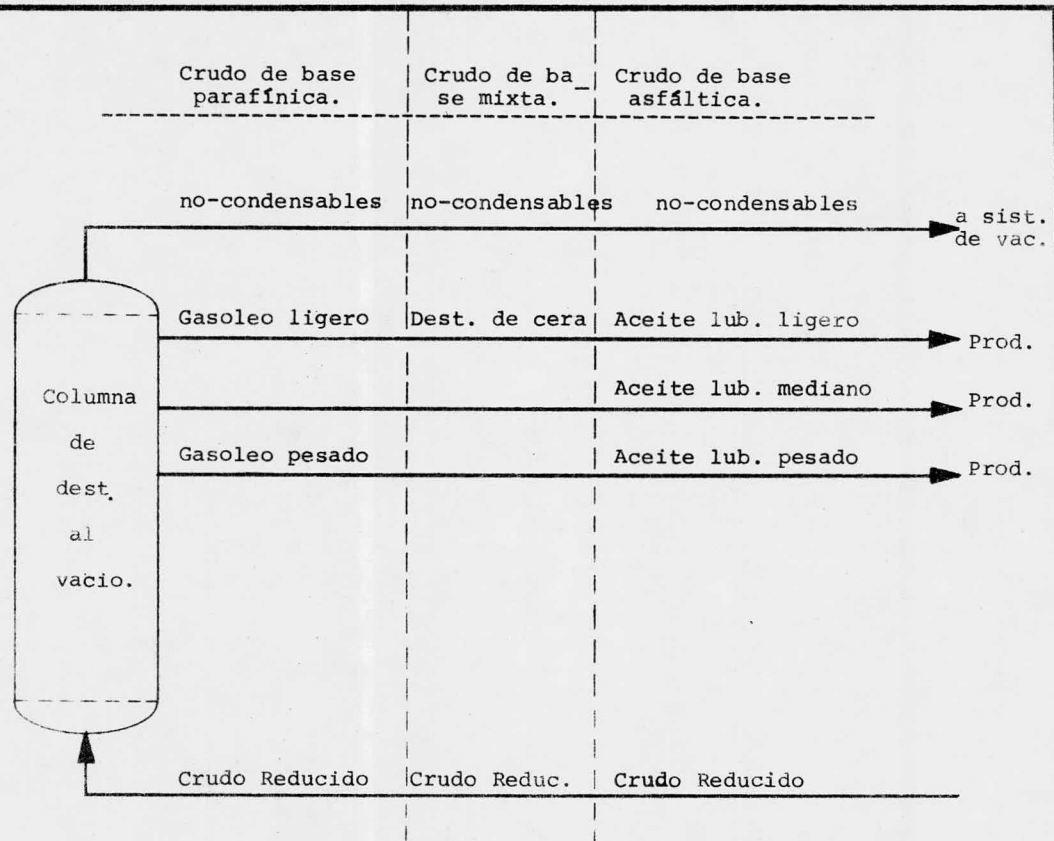 Crudo de base parafínica.
Crudo de ba_ se mixta.
Crudo de base asfáltica.
no-condensables
no-condensables
no-condensables
a sist. de vac.
Gasoleo ligero
Dest. de cera
Aceite lub. ligero
Prod.
Aceite lub. mediano
Prod.
Gasoleo pesado
Aceite lub. pesado
Prod.
Columna
de
dest.
al
vacio.
Crudo Reducido
Crudo Reduc.
Crudo Reducido